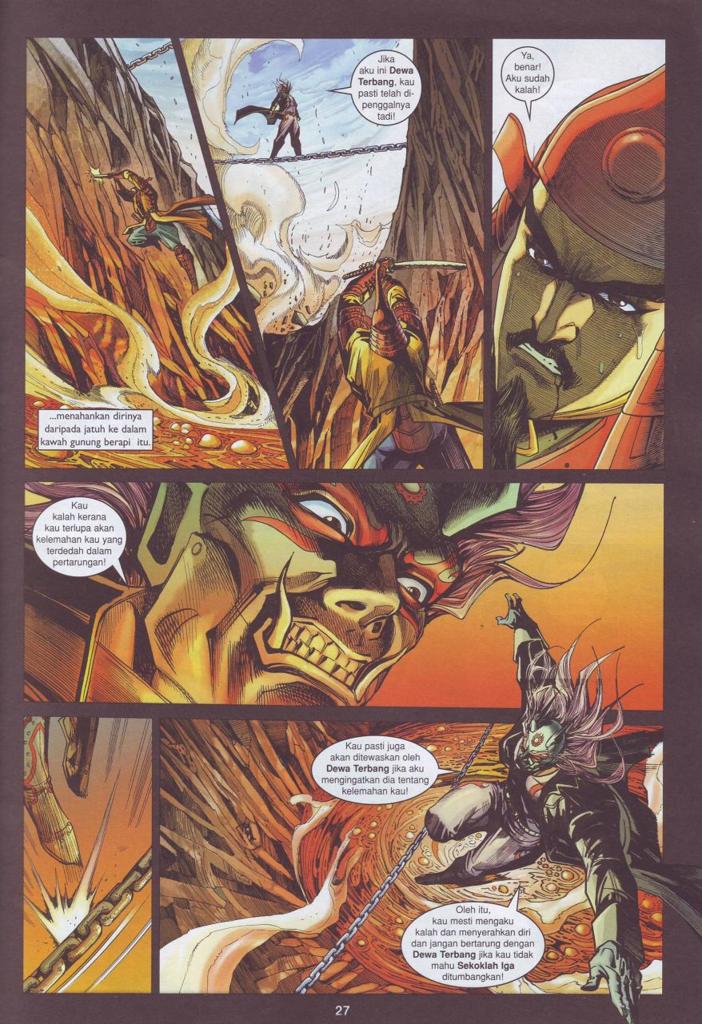 ...menahankan dirinya
daripada jatuh ke dalam
kawah gunung berapi itu.
Jika
aku ini Dewa
Terbang, kau
pasti telah di-
penggalnya
tadi!
Ya,
benar!
Aku sudah
kalah!
Kau
kalah kerana
kau terlupa akan
kelemahan kau yang
terdedah dalam
pertarungan!
Kau pasti juga
akan ditewaskan oleh
Dewa Terbang jika aku
mengingatkan dia tentang
kelemahan kau!
Oleh itu,
kau mesti mengaku
kalah dan menyerahkan diri
dan jangan bertarung dengan
Dewa Terbang jika kau tidak
mahu Sekoklah Iga
ditumbangkan!
27